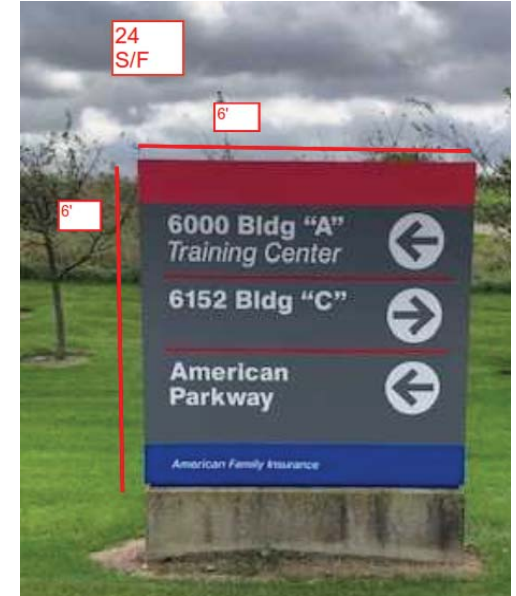 24
S/F
6'
6'
6000 Bldg “A”
Training Center
6152 Bldg “C”
American
Parkway
American Family Insurance